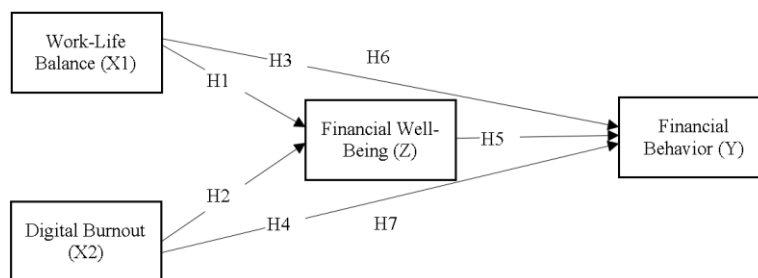 Work-Life
Balance (X1)
H3
H6
H1
Financial Well-
Being (Z)
H5
Financial
Behavior (Y)
H2
Digital Burnout
(X2)
H4
H7